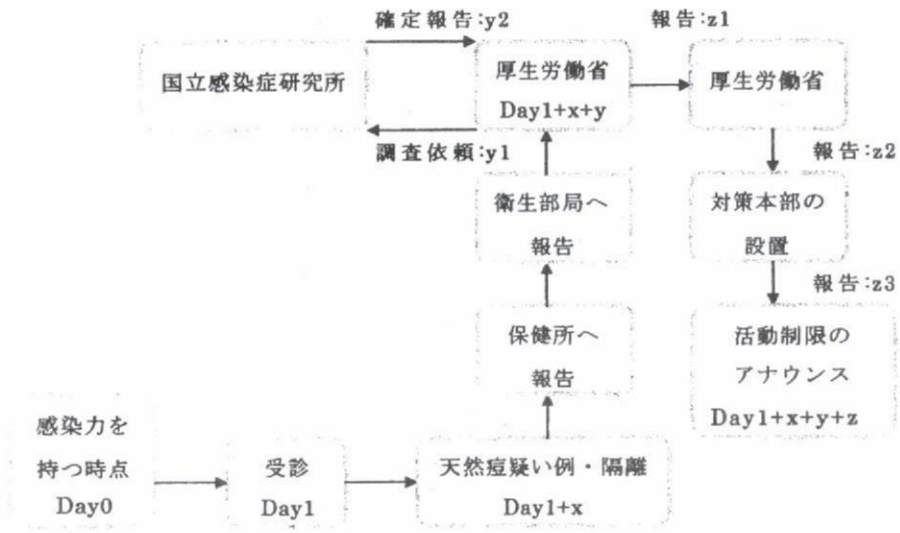 確定報告:y2
報告:z1
国立感染症研究所
厚生労働省
Day1+x+y
厚生労働省
調査依頼:y1
報告:z2
衛生部局へ
報告
対策本部の
設置
報告:z3
保健所へ
報告
活動制限の
アナウンス
Day1+x+y+z
感染力を
持つ時点
Day0
受診
Day1
天然痘疑い例・隔離
Day1+x